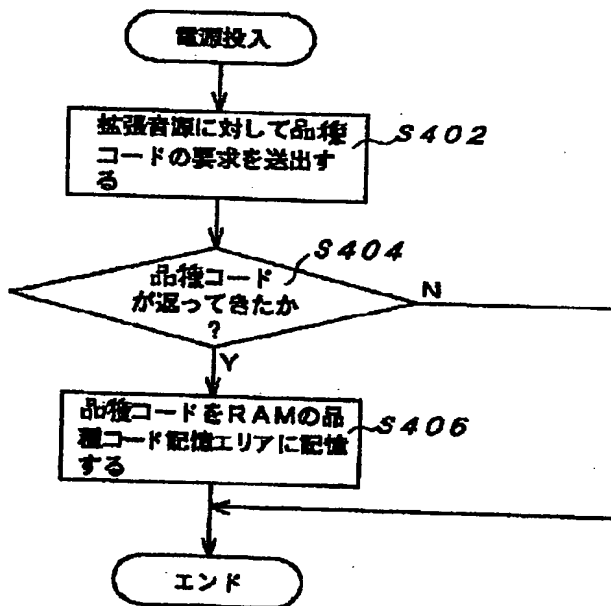 電源投入
拡張音源に対して品種
コードの要求を送出す
る
S402
品種コード
が返ってきたか
?
S404
N
Y
品種コードをRAMの品
種コード記憶エリアに記憶
する
S406
エンド